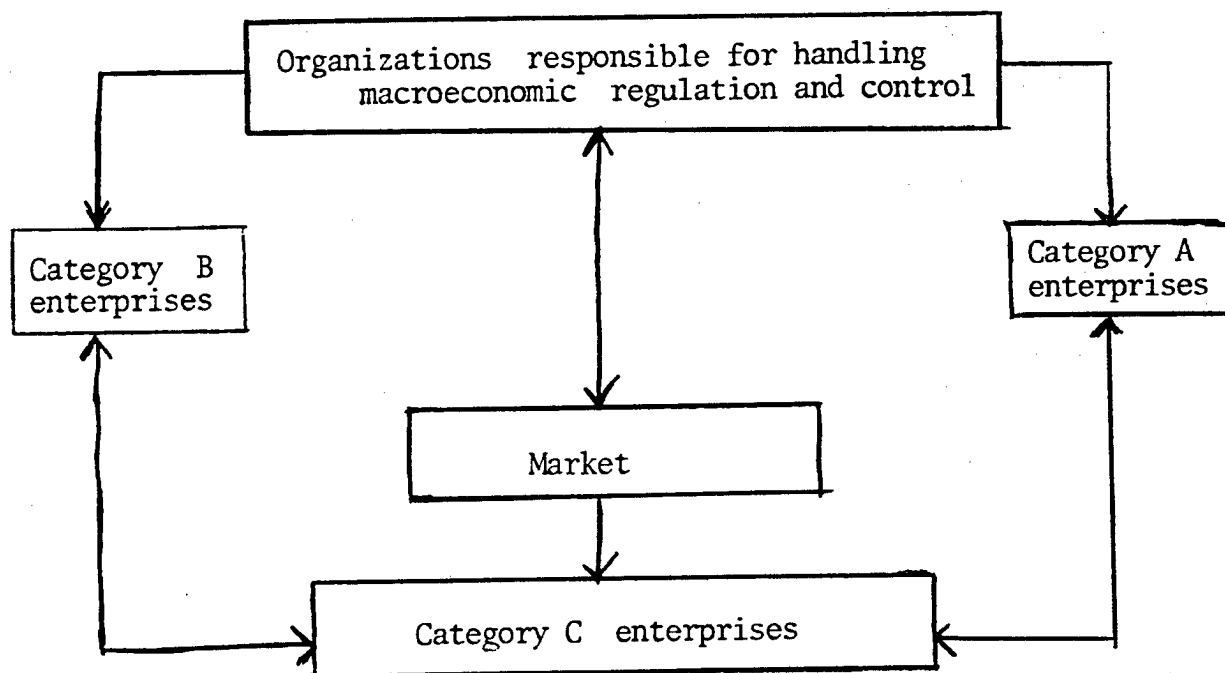 Organizations responsible for handling
macroeconomic regulation and control
Category B
enterprises
Category A
enterprises
Market
Category C enterprises